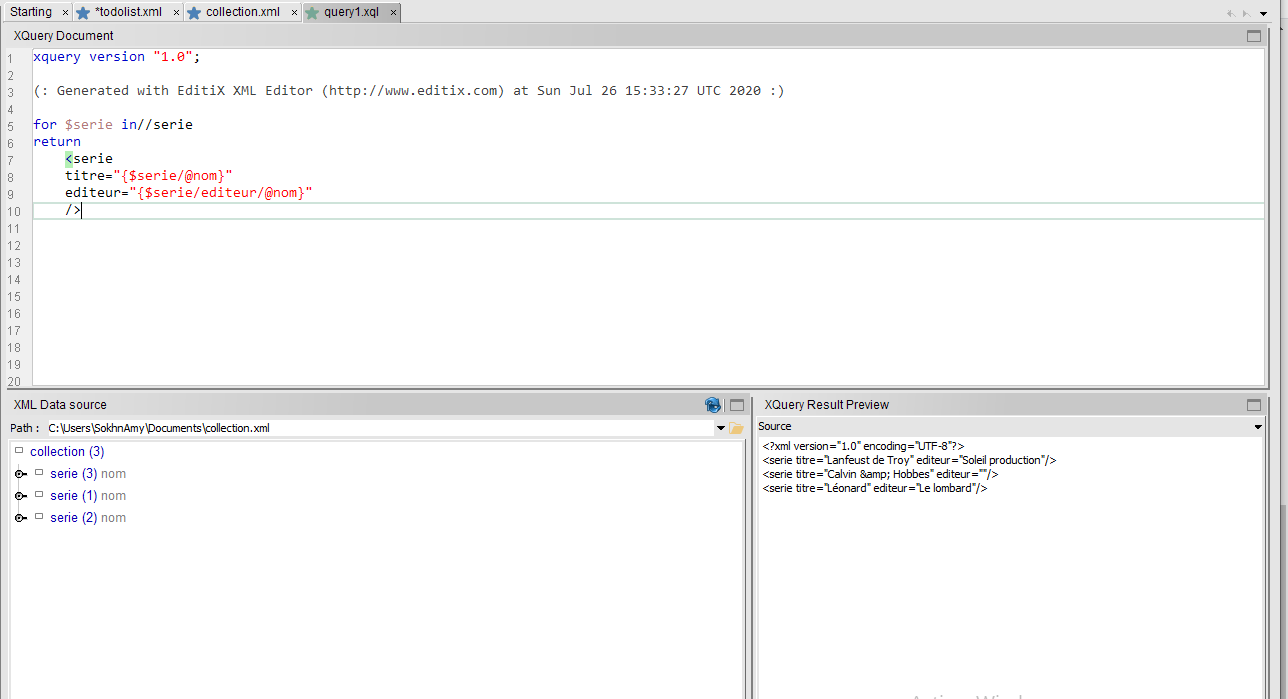 Starting × *todolist.xml × collection.xml × query1.xql ×
XQuery Document
1 xquery version "1.0";
2
3 (: Generated with EditiX XML Editor (http://www.editix.com) at Sun Jul 26 15:33:27 UTC 2020 :)
4
5 for $serie in//serie
6 return
7 <serie
8 titre="{$serie/@nom}"
9 editeur="{$serie/editeur/@nom}"
10 />
11
12
13
14
15
16
17
18
19
20
XML Data source
Path : C:\Users\SokhnAmy\Documents\collection.xml
collection (3)
serie (3) nom
serie (1) nom
serie (2) nom
XQuery Result Preview
Source
<?xml version="1.0" encoding="UTF-8"?>
<serie titre="Lanfeust de Troy" editeur="Soleil production"/>
<serie titre="Calvin &amp; Hobbes" editeur=""/>
<serie titre="Léonard" editeur="Le lombard"/>